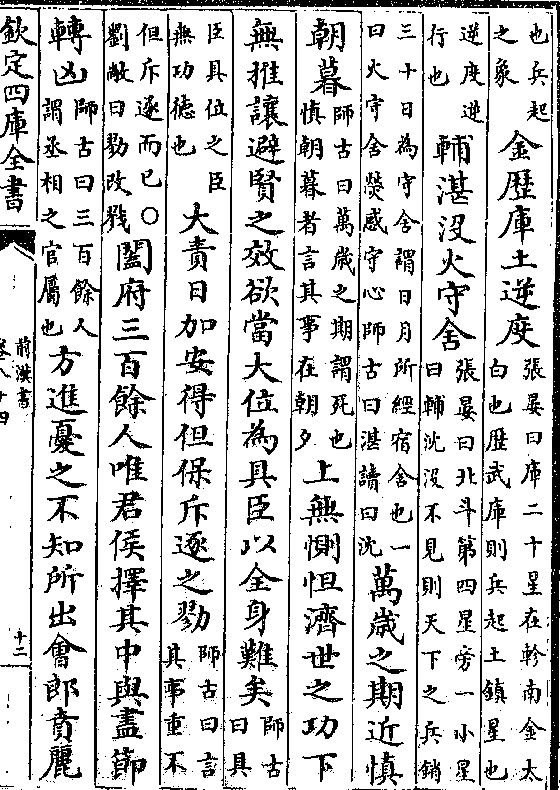 也兵起
之象
金歷庫土逆度
張晏曰庫二十星在軫南金太
白也歷武庫則兵起土鎮星也
逆度逆
行也
輔湛没火守舍
張晏曰北斗第四星旁一小星
曰輔沈没不見則天下之兵銷
三十日為守舍謂日月所經宿舍也一
曰火守舍熒惑守心師古曰湛讀曰沈
萬歳之期近慎
朝暮
師古曰萬歳之期謂死也
慎朝暮者言其事在朝夕
上無惻怛濟世之功下
無推讓避賢之效欲當大位為具臣以全身難矣
師古
曰具
臣具位之臣
無功德也
大責日加安得但保斥逐之勠
師古曰言
其事重不
但斥逐而已○
劉敞曰勠改戮
闔府三百餘人唯君侯擇其中與盡節
轉凶
師古曰三百餘人
謂丞相之官屬也
方進憂之不知所出㑹郎賁麗
欽定四庫全書
前漢書
卷八十四
十二